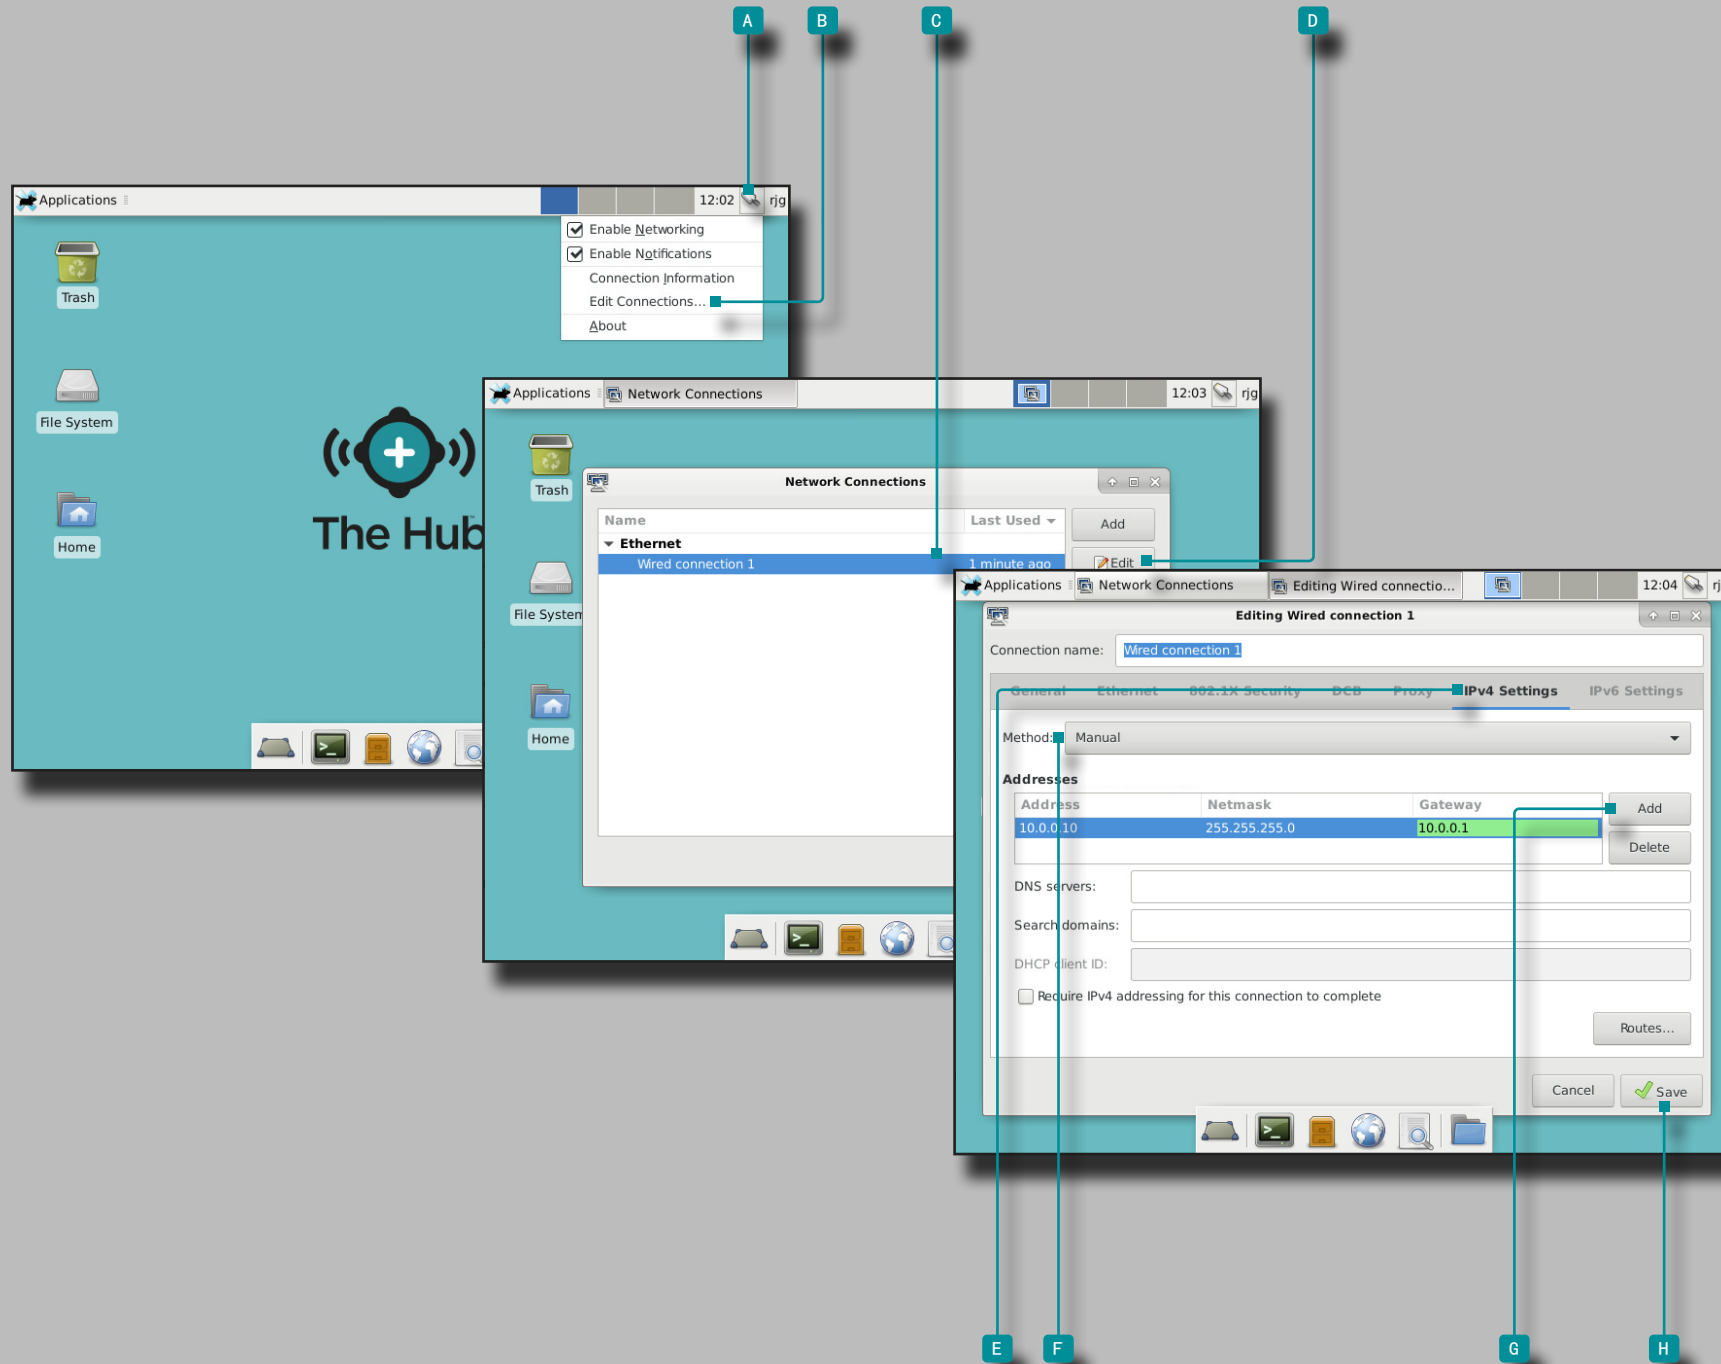 A B C D
Applications 12:02 rjg
Enable Networking
Enable Notifications
Connection Information
Edit Connections...
About
Trash
File System
Home
The Hub
Applications Network Connections 12:03 rjg
Trash
File System
Home
Network Connections
Name Last Used
Add
Ethernet
Wired connection 1 1 minute ago
Edit
Applications Network Connections Editing Wired connectio... 12:04 rj
Editing Wired connection 1
Connection name: Wired connection 1
General Ethernet 802.1X Security DCB Proxy IPv4 Settings IPv6 Settings
Method: Manual
Addresses
Address Netmask Gateway
Add
10.0.0.10 255.255.255.0 10.0.0.1
Delete
DNS servers:
Search domains:
DHCP client ID:
Require IPv4 addressing for this connection to complete
Routes...
Cancel Save
E F G H